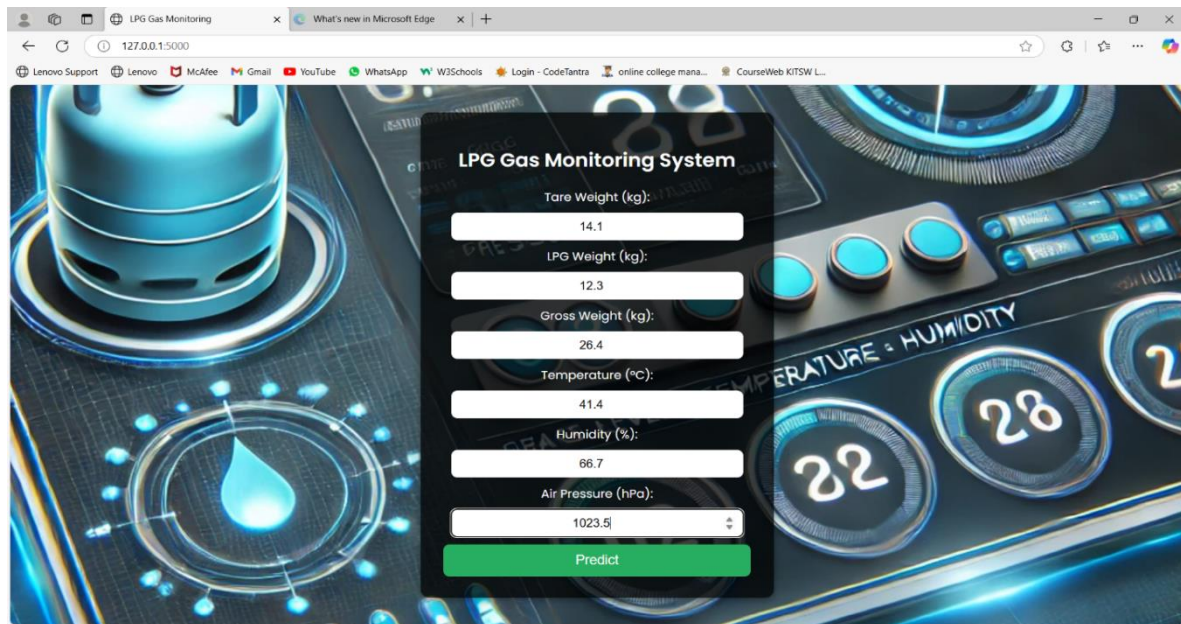 LPG Gas Monitoring
What's new in Microsoft Edge
127.0.0.1:5000
Lenovo Support Lenovo McAfee Gmail YouTube WhatsApp W3Schools Login - CodeTantra online college mana... CourseWeb KITSW L...
LPG Gas Monitoring System
Tare Weight (kg):
14.1
LPG Weight (kg):
12.3
Gross Weight (kg):
26.4
Temperature (°C):
41.4
Humidity (%):
66.7
Air Pressure (hPa):
1023.5
Predict
22